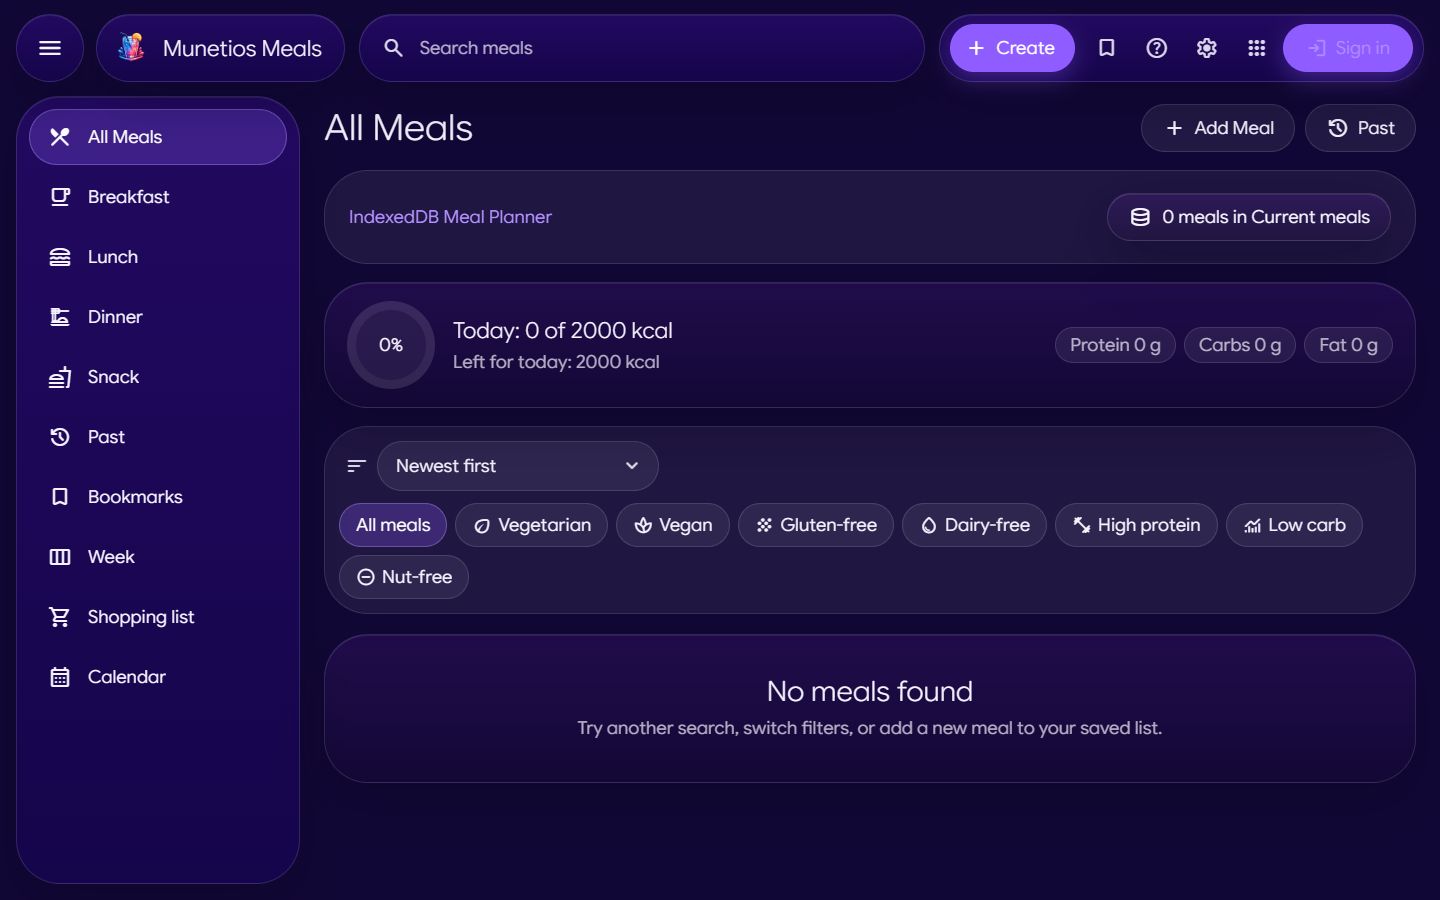 Munetios Meals
Search meals
Create
Sign in
All Meals
Breakfast
Lunch
Dinner
Snack
Past
Bookmarks
Week
Shopping list
Calendar
All Meals
Add Meal
Past
IndexedDB Meal Planner
0 meals in Current meals
0%
Today: 0 of 2000 kcal
Left for today: 2000 kcal
Protein 0 g
Carbs 0 g
Fat 0 g
Newest first
All meals
Vegetarian
Vegan
Gluten-free
Dairy-free
High protein
Low carb
Nut-free
No meals found
Try another search, switch filters, or add a new meal to your saved list.